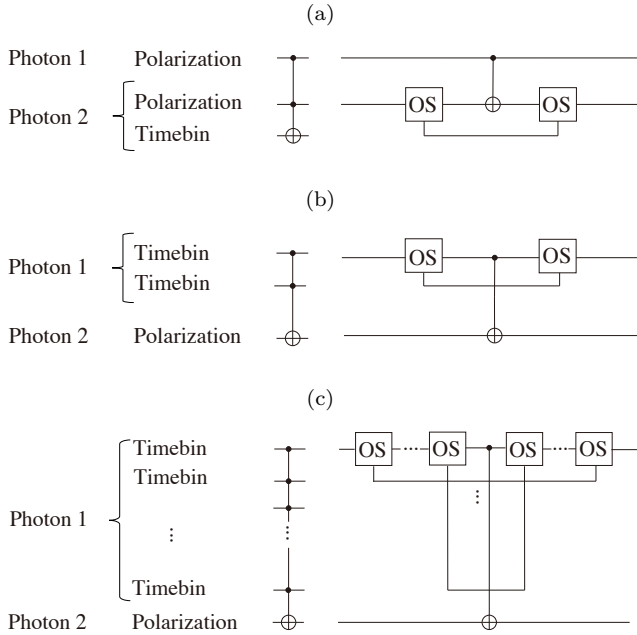 (a)
Photon 1 Polarization
Photon 2 Polarization OS OS
Timebin
(b)
Photon 1 Timebin OS OS
Timebin
Photon 2 Polarization
(c)
Timebin OS ... OS OS ... OS
Timebin
...
Photon 1 ... ...
Timebin
Photon 2 Polarization